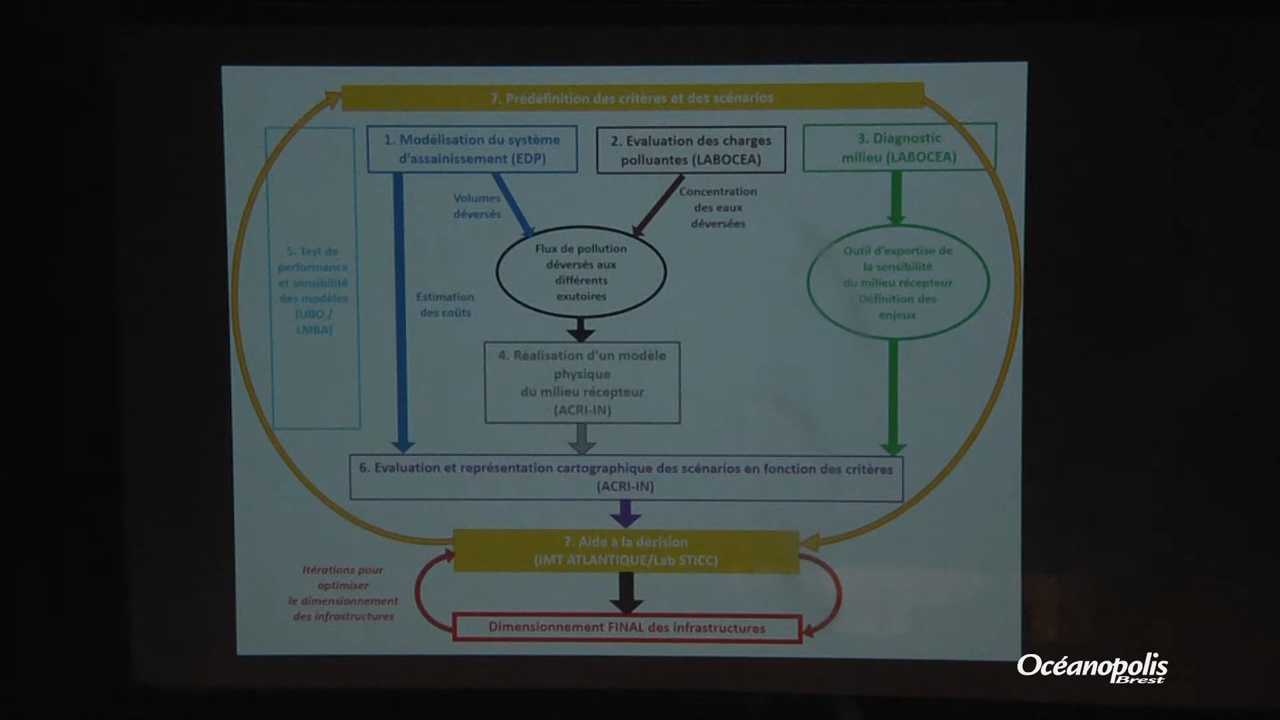 7. Prédéfinition des critères et des scénarios
1. Modélisation du système
d'assainissement (EDP)
2. Evaluation des charges
polluantes (LABOCEA)
3. Diagnostic
milieu (LABOCEA)
Volumes
déversés
Concentration
des eaux
déversées
5. Test de
performance
et sensibilité
des modèles
(UBO /
LMBA)
Flux de pollution
déversés aux
différents
exutoires
Outil d'expertise de
la sensibilité
du milieu récepteur
Définition des
enjeux
Estimation
des coûts
4. Réalisation d'un modèle
physique
du milieu récepteur
(ACRI-IN)
6. Evaluation et représentation cartographique des scénarios en fonction des critères
(ACRI-IN)
7. Aide à la décision
(IMT ATLANTIQUE/Lab STICC)
Itérations pour
optimiser
le dimensionnement
des infrastructures
Dimensionnement FINAL des infrastructures
Océanopolis
Brest